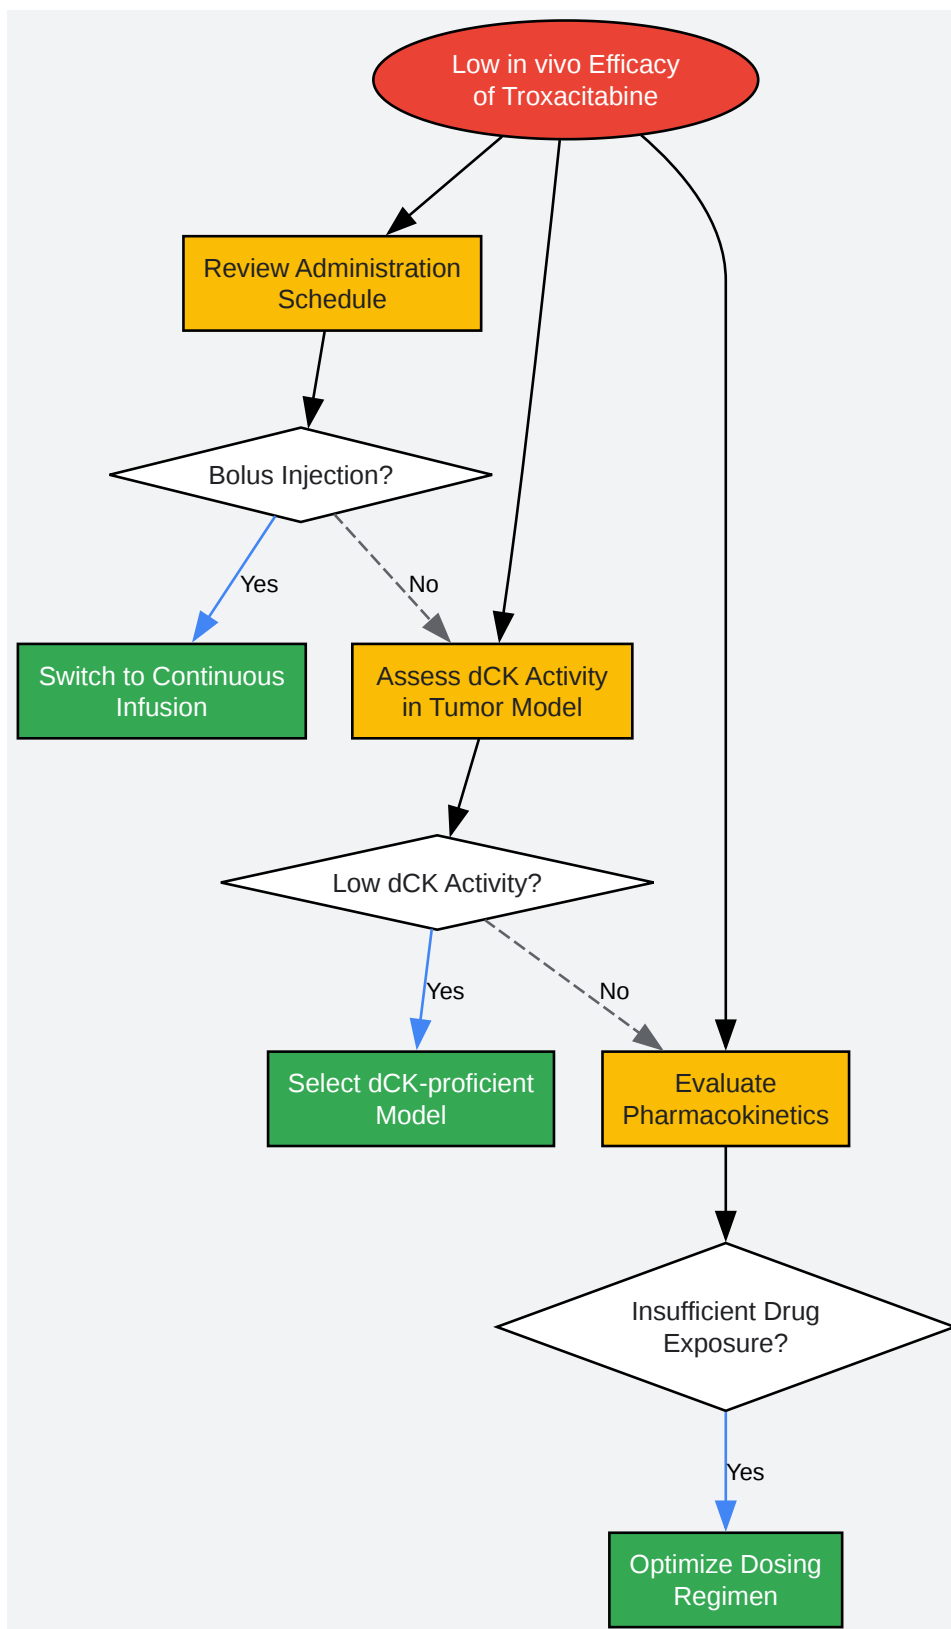 Low in vivo Efficacy
of Troxacitabine
Review Administration
Schedule
Bolus Injection?
Yes
No
Switch to Continuous
Infusion
Assess dCK Activity
in Tumor Model
Low dCK Activity?
Yes
No
Select dCK-proficient
Model
Evaluate
Pharmacokinetics
Insufficient Drug
Exposure?
Yes
Optimize Dosing
Regimen